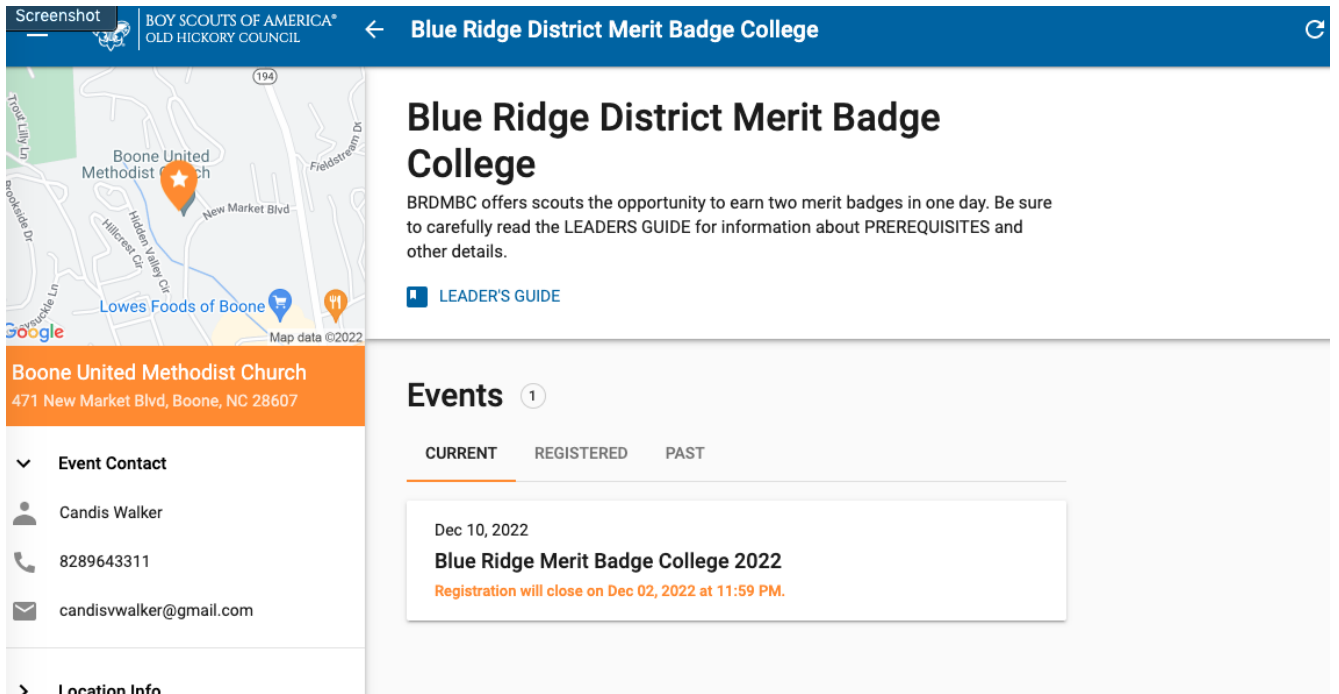 Screenshot
BOY SCOUTS OF AMERICA®
OLD HICKORY COUNCIL
Blue Ridge District Merit Badge College
194
Trout Lilly Ln
Boone United
Methodist Church
Fieldstream Dr
New Market Blvd
Brookside Dr
Hillcrest Cir
Hidden Valley Cir
Lowes Foods of Boone
Google
Map data ©2022
Boone United Methodist Church
471 New Market Blvd, Boone, NC 28607
Event Contact
Candis Walker
8289643311
candisvwalker@gmail.com
Location Info
Blue Ridge District Merit Badge
College
BRDMBC offers scouts the opportunity to earn two merit badges in one day. Be sure
to carefully read the LEADERS GUIDE for information about PREREQUISITES and
other details.
LEADER'S GUIDE
Events 1
CURRENT REGISTERED PAST
Dec 10, 2022
Blue Ridge Merit Badge College 2022
Registration will close on Dec 02, 2022 at 11:59 PM.